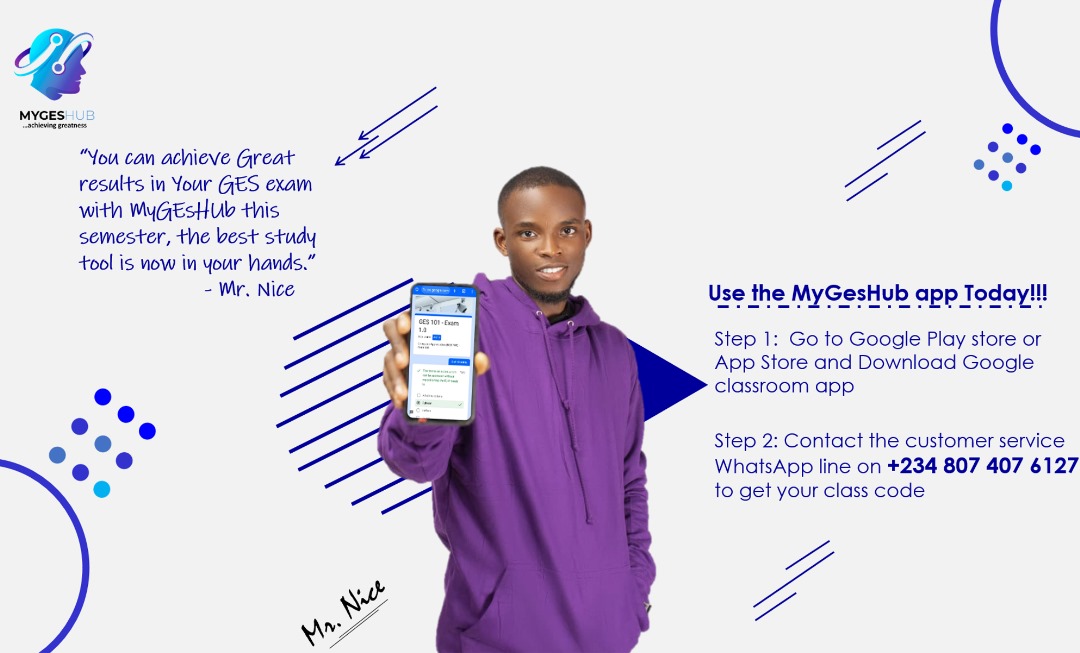 MYGESHUB
...achieving greatness
“You can achieve Great
results in Your GES exam
with MyGEsHUb this
semester, the best study
tool is now in your hands.”
- Mr. Nice
GES 101 - Exam
1.0
Use the MyGesHub app Today!!!
Step 1:  Go to Google Play store or
App Store and Download Google
classroom app
Step 2: Contact the customer service
WhatsApp line on +234 807 407 6127
to get your class code
Mr. Nice